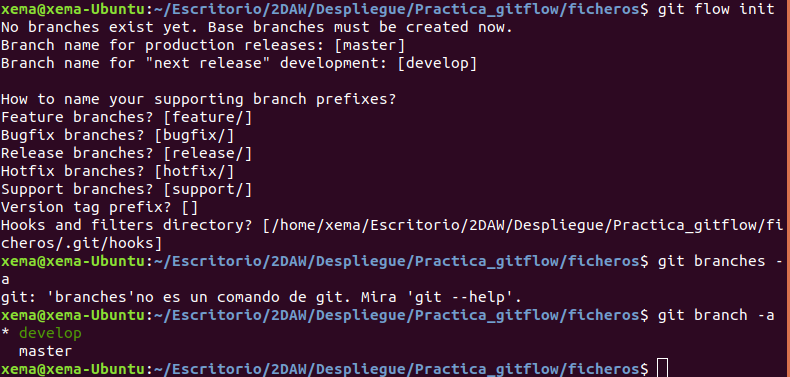 xema@xema-Ubuntu:~/Escritorio/2DAW/Despliegue/Practica_gitflow/ficheros$ git flow init
No branches exist yet. Base branches must be created now.
Branch name for production releases: [master]
Branch name for "next release" development: [develop]

How to name your supporting branch prefixes?
Feature branches? [feature/]
Bugfix branches? [bugfix/]
Release branches? [release/]
Hotfix branches? [hotfix/]
Support branches? [support/]
Version tag prefix? []
Hooks and filters directory? [/home/xema/Escritorio/2DAW/Despliegue/Practica_gitflow/fi
cheros/.git/hooks]
xema@xema-Ubuntu:~/Escritorio/2DAW/Despliegue/Practica_gitflow/ficheros$ git branches -
a
git: 'branches'no es un comando de git. Mira 'git --help'.
xema@xema-Ubuntu:~/Escritorio/2DAW/Despliegue/Practica_gitflow/ficheros$ git branch -a
* develop
  master
xema@xema-Ubuntu:~/Escritorio/2DAW/Despliegue/Practica_gitflow/ficheros$